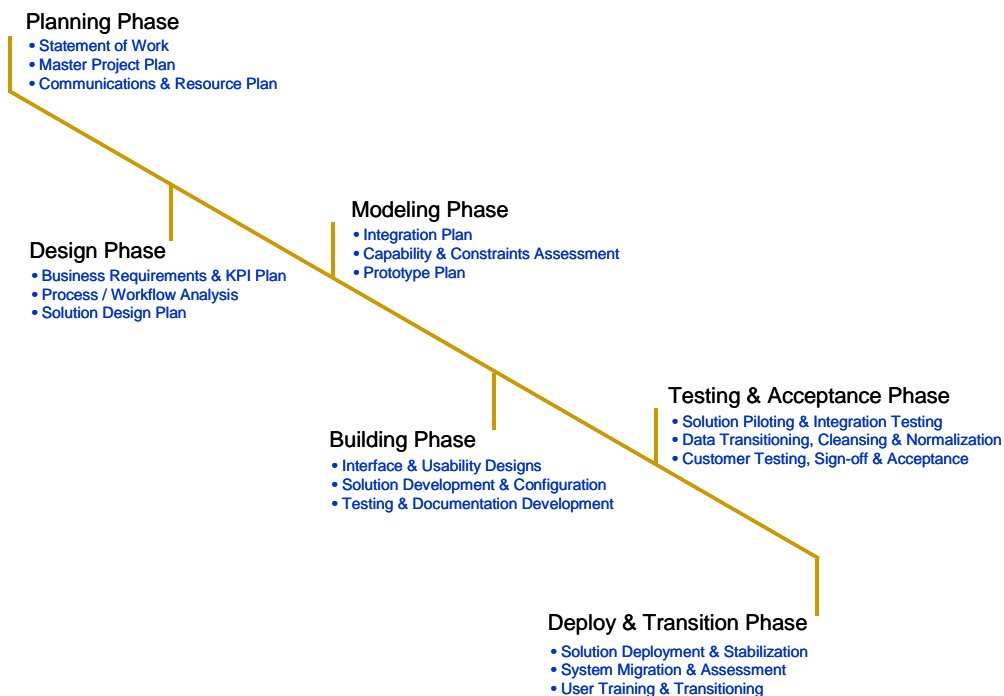 Planning Phase
• Statement of Work
• Master Project Plan
• Communications & Resource Plan
Design Phase
• Business Requirements & KPI Plan
• Process / Workflow Analysis
• Solution Design Plan
Modeling Phase
• Integration Plan
• Capability & Constraints Assessment
• Prototype Plan
Building Phase
• Interface & Usability Designs
• Solution Development & Configuration
• Testing & Documentation Development
Testing & Acceptance Phase
• Solution Piloting & Integration Testing
• Data Transitioning, Cleansing & Normalization
• Customer Testing, Sign-off & Acceptance
Deploy & Transition Phase
• Solution Deployment & Stabilization
• System Migration & Assessment
• User Training & Transitioning